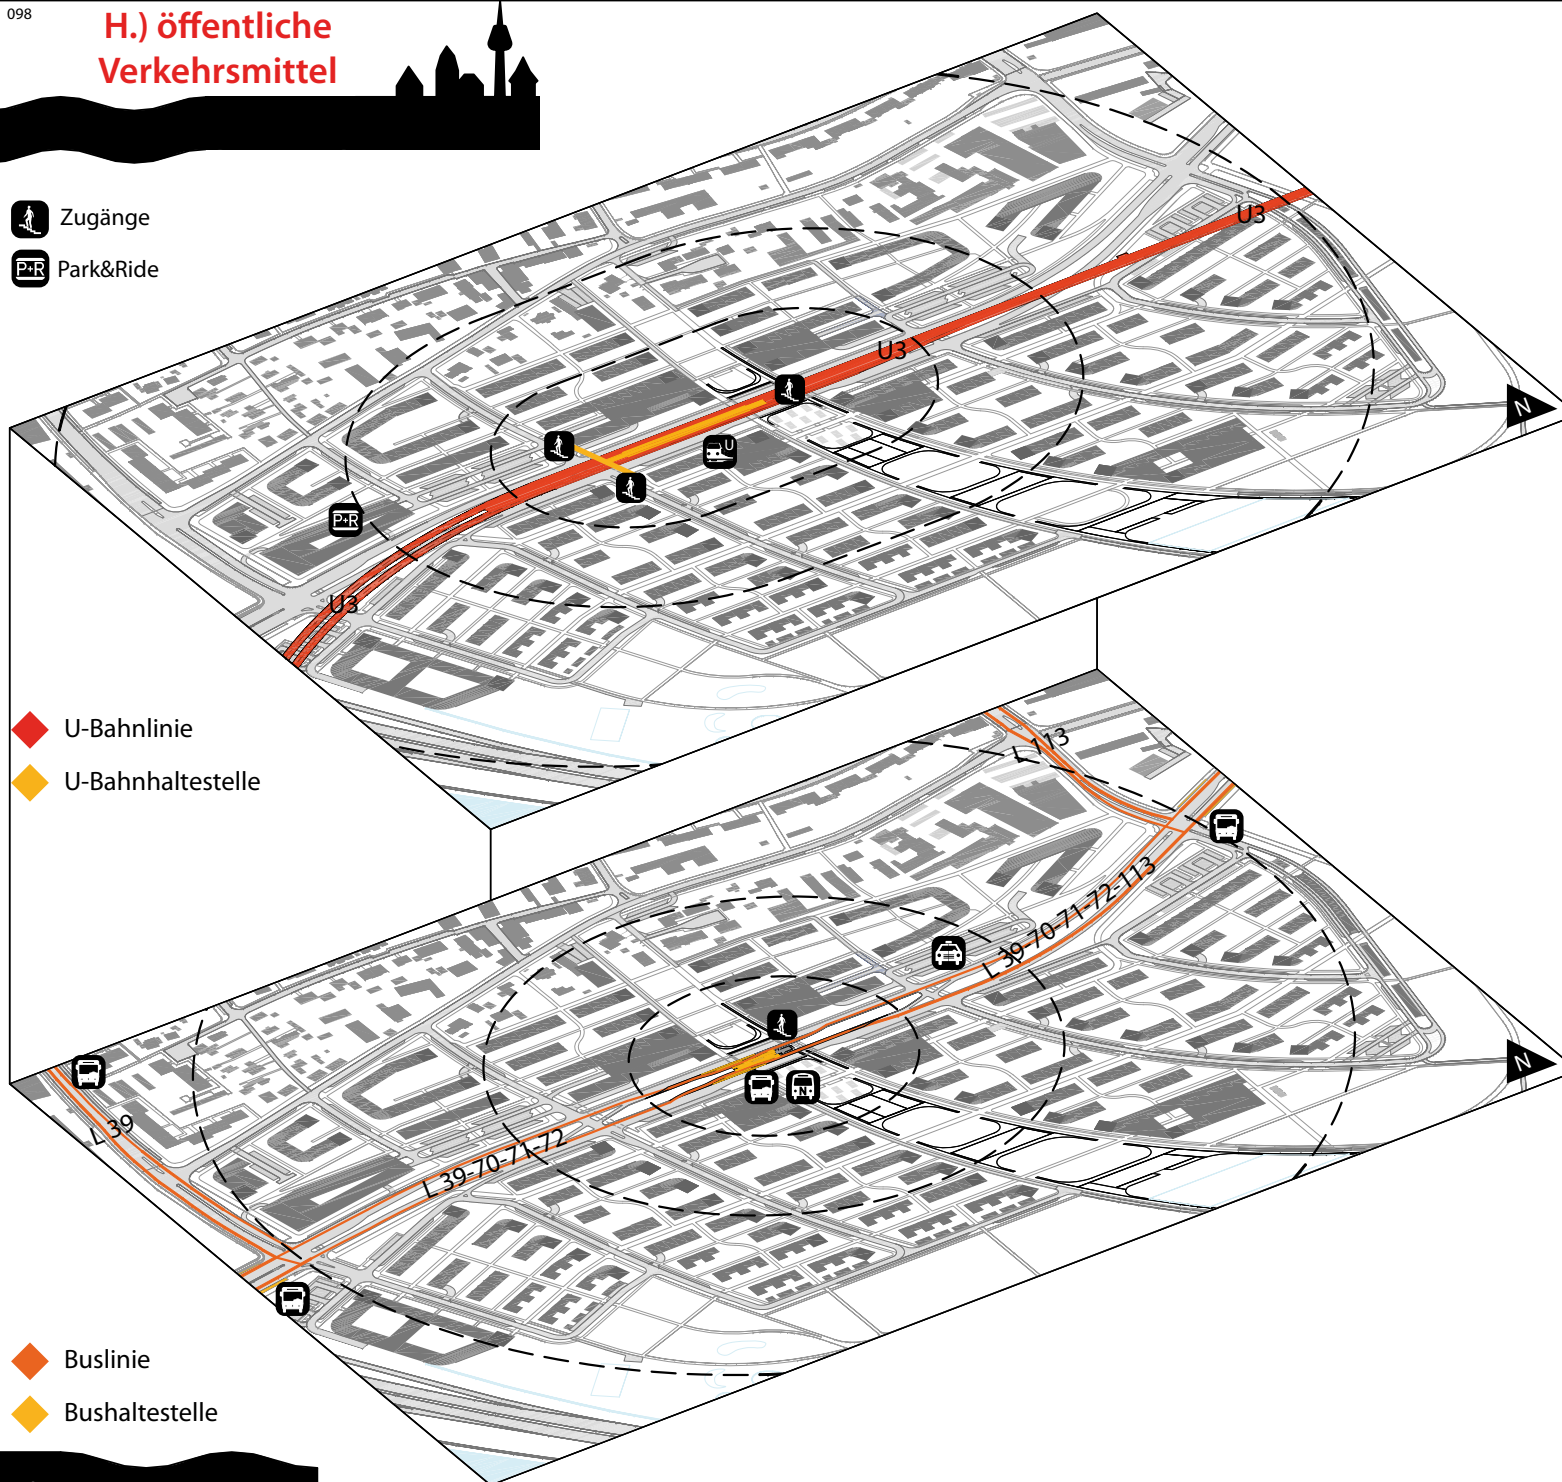 098
H.) öffentliche
Verkehrsmittel
Zugänge
P+R Park&Ride
U3
U3
N
U
P+R
U3
U-Bahnlinie
U-Bahnhaltestelle
L 113
L 39-70-71-72-113
N
N
L 39
L 39-70-71-72
Buslinie
Bushaltestelle